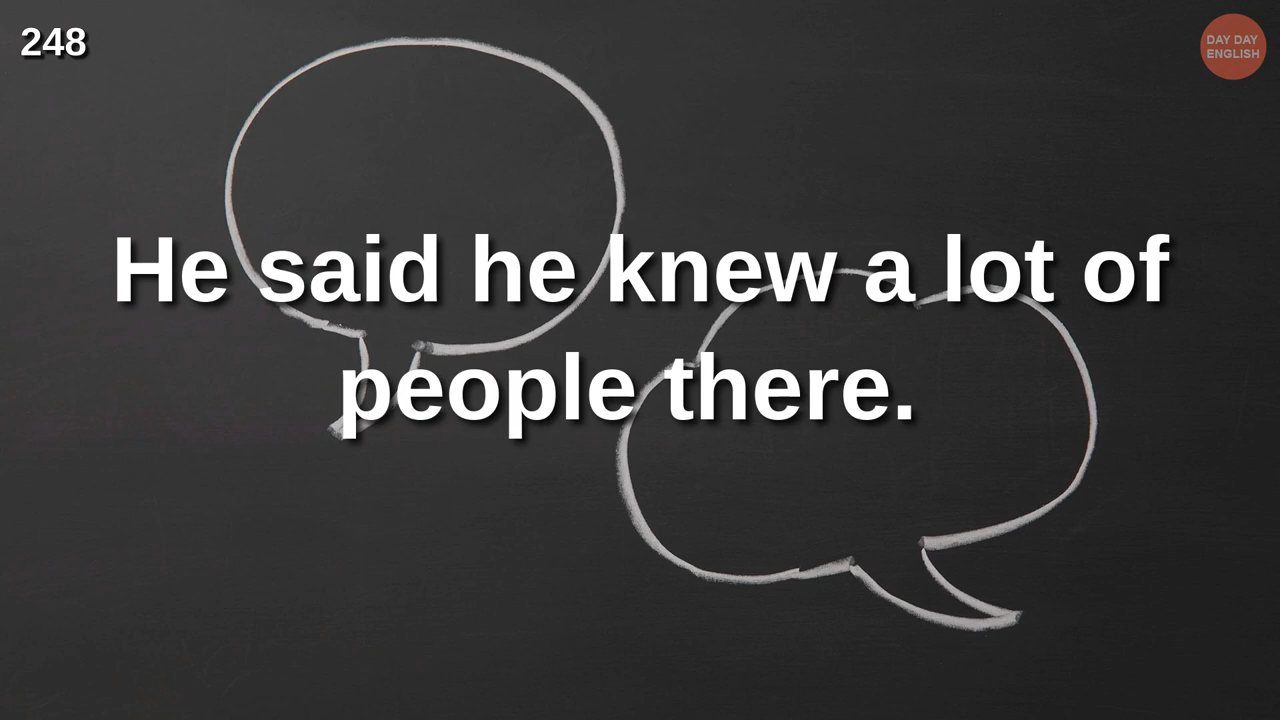 248
DAY DAY
ENGLISH
He said he knew a lot of
people there.